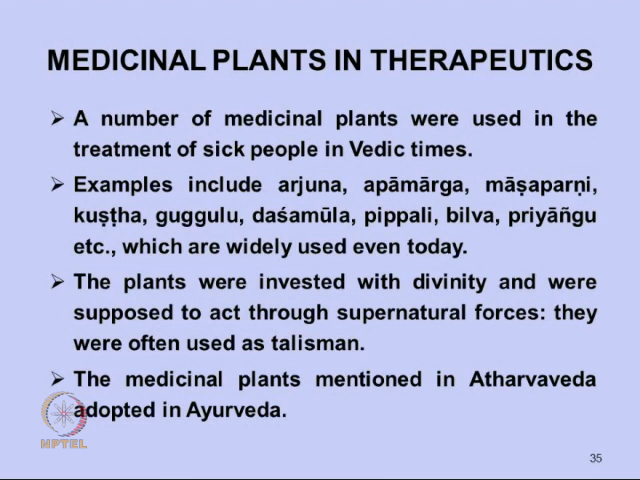 MEDICINAL PLANTS IN THERAPEUTICS
➢ A number of medicinal plants were used in the
treatment of sick people in Vedic times.
➢ Examples include arjuna, apāmārga, māṣaparṇi,
kuṣṭha, guggulu, daśamūla, pippali, bilva, priyāñgu
etc., which are widely used even today.
➢ The plants were invested with divinity and were
supposed to act through supernatural forces: they
were often used as talisman.
➢ The medicinal plants mentioned in Atharvaveda
adopted in Ayurveda.
NPTEL
35